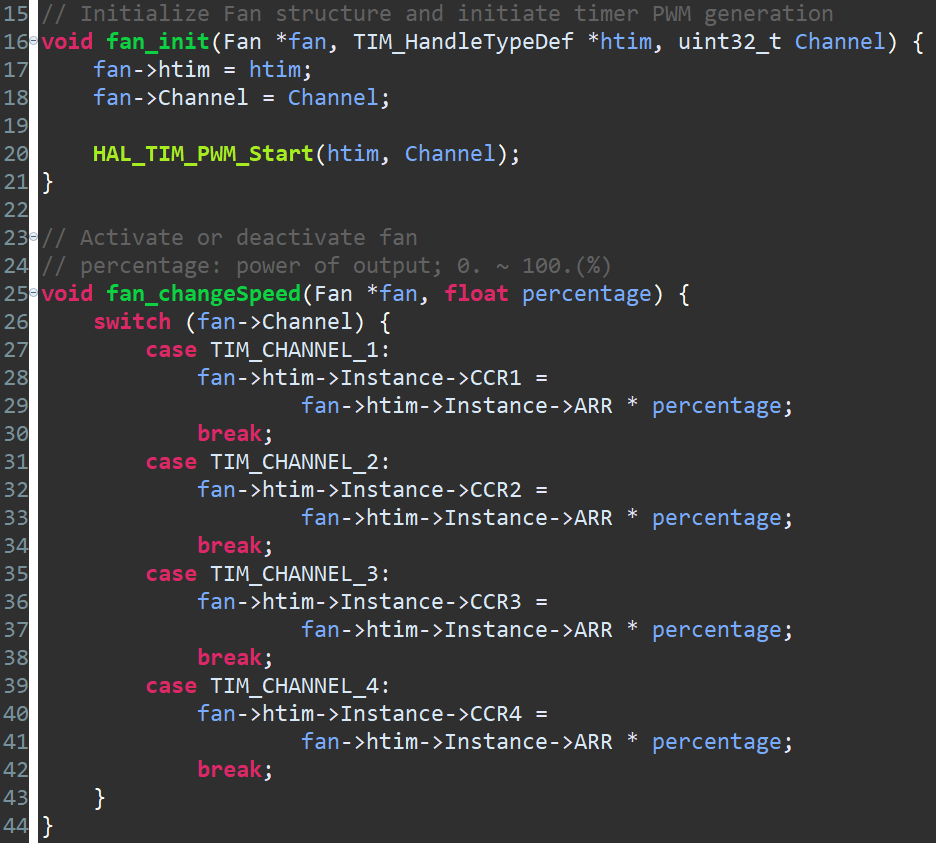 15 // Initialize Fan structure and initiate timer PWM generation
16 void fan_init(Fan *fan, TIM_HandleTypeDef *htim, uint32_t Channel) {
17     fan->htim = htim;
18     fan->Channel = Channel;
19
20     HAL_TIM_PWM_Start(htim, Channel);
21 }
22
23 // Activate or deactivate fan
24 // percentage: power of output; 0. ~ 100.(%)
25 void fan_changeSpeed(Fan *fan, float percentage) {
26     switch (fan->Channel) {
27         case TIM_CHANNEL_1:
28             fan->htim->Instance->CCR1 =
29                     fan->htim->Instance->ARR * percentage;
30             break;
31         case TIM_CHANNEL_2:
32             fan->htim->Instance->CCR2 =
33                     fan->htim->Instance->ARR * percentage;
34             break;
35         case TIM_CHANNEL_3:
36             fan->htim->Instance->CCR3 =
37                     fan->htim->Instance->ARR * percentage;
38             break;
39         case TIM_CHANNEL_4:
40             fan->htim->Instance->CCR4 =
41                     fan->htim->Instance->ARR * percentage;
42             break;
43     }
44 }